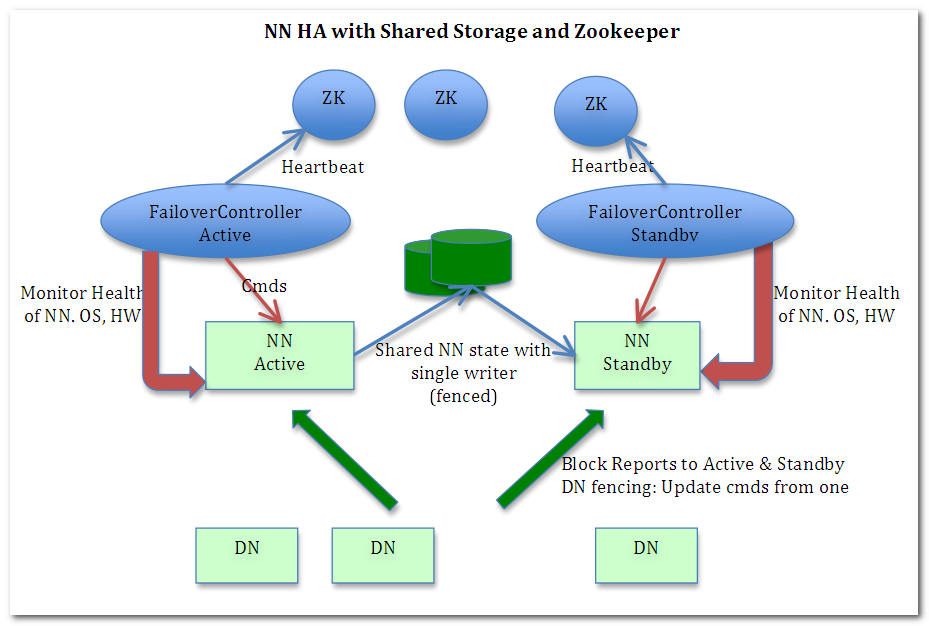 NN HA with Shared Storage and Zookeeper
ZK
ZK
ZK
Heartbeat
Heartbeat
FailoverController
Active
FailoverController
Standby
Cmds
Monitor Health
of NN. OS, HW
Monitor Health
of NN. OS, HW
NN
Active
Shared NN state with
single writer
(fenced)
NN
Standby
Block Reports to Active & Standby
DN fencing: Update cmds from one
DN
DN
DN